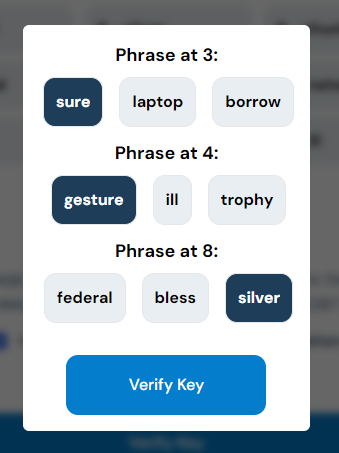 Phrase at 3:
sure laptop borrow
Phrase at 4:
gesture ill trophy
Phrase at 8:
federal bless silver
Verify Key